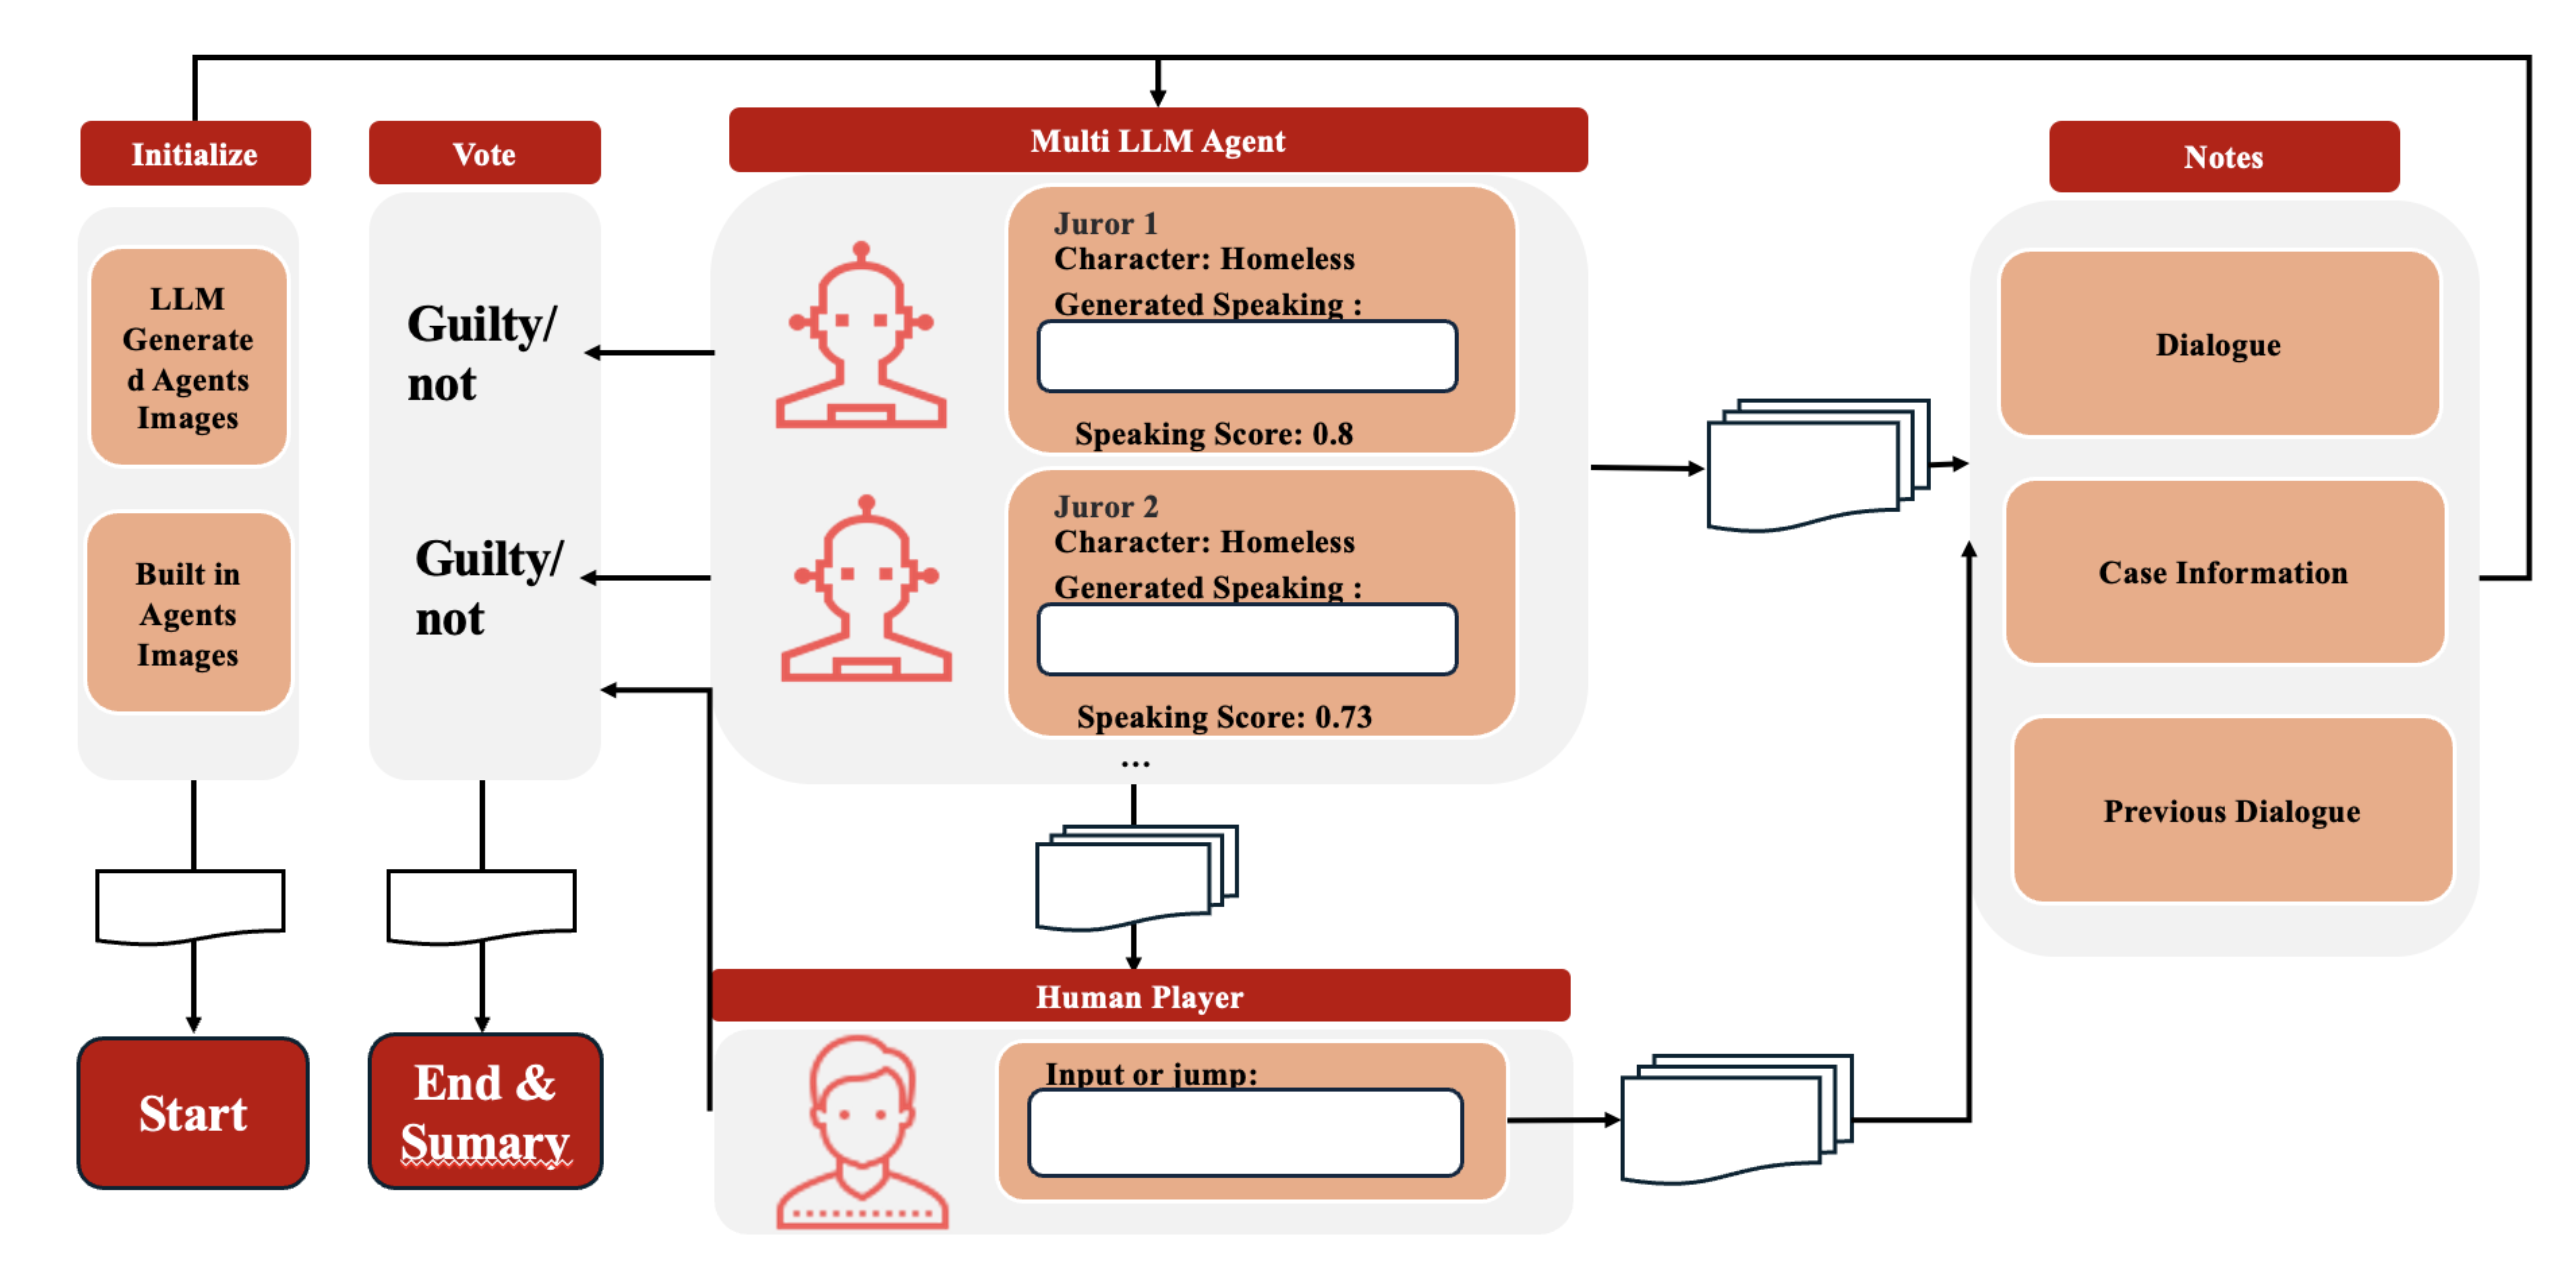 Initialize
LLM
Generate
d Agents
Images
Built in
Agents
Images
Start
Vote
Guilty/
not
Guilty/
not
End &
Sumary
Multi LLM Agent
Juror 1
Character: Homeless
Generated Speaking :
Speaking Score: 0.8
Juror 2
Character: Homeless
Generated Speaking :
Speaking Score: 0.73
...
Human Player
Input or jump:
Notes
Dialogue
Case Information
Previous Dialogue